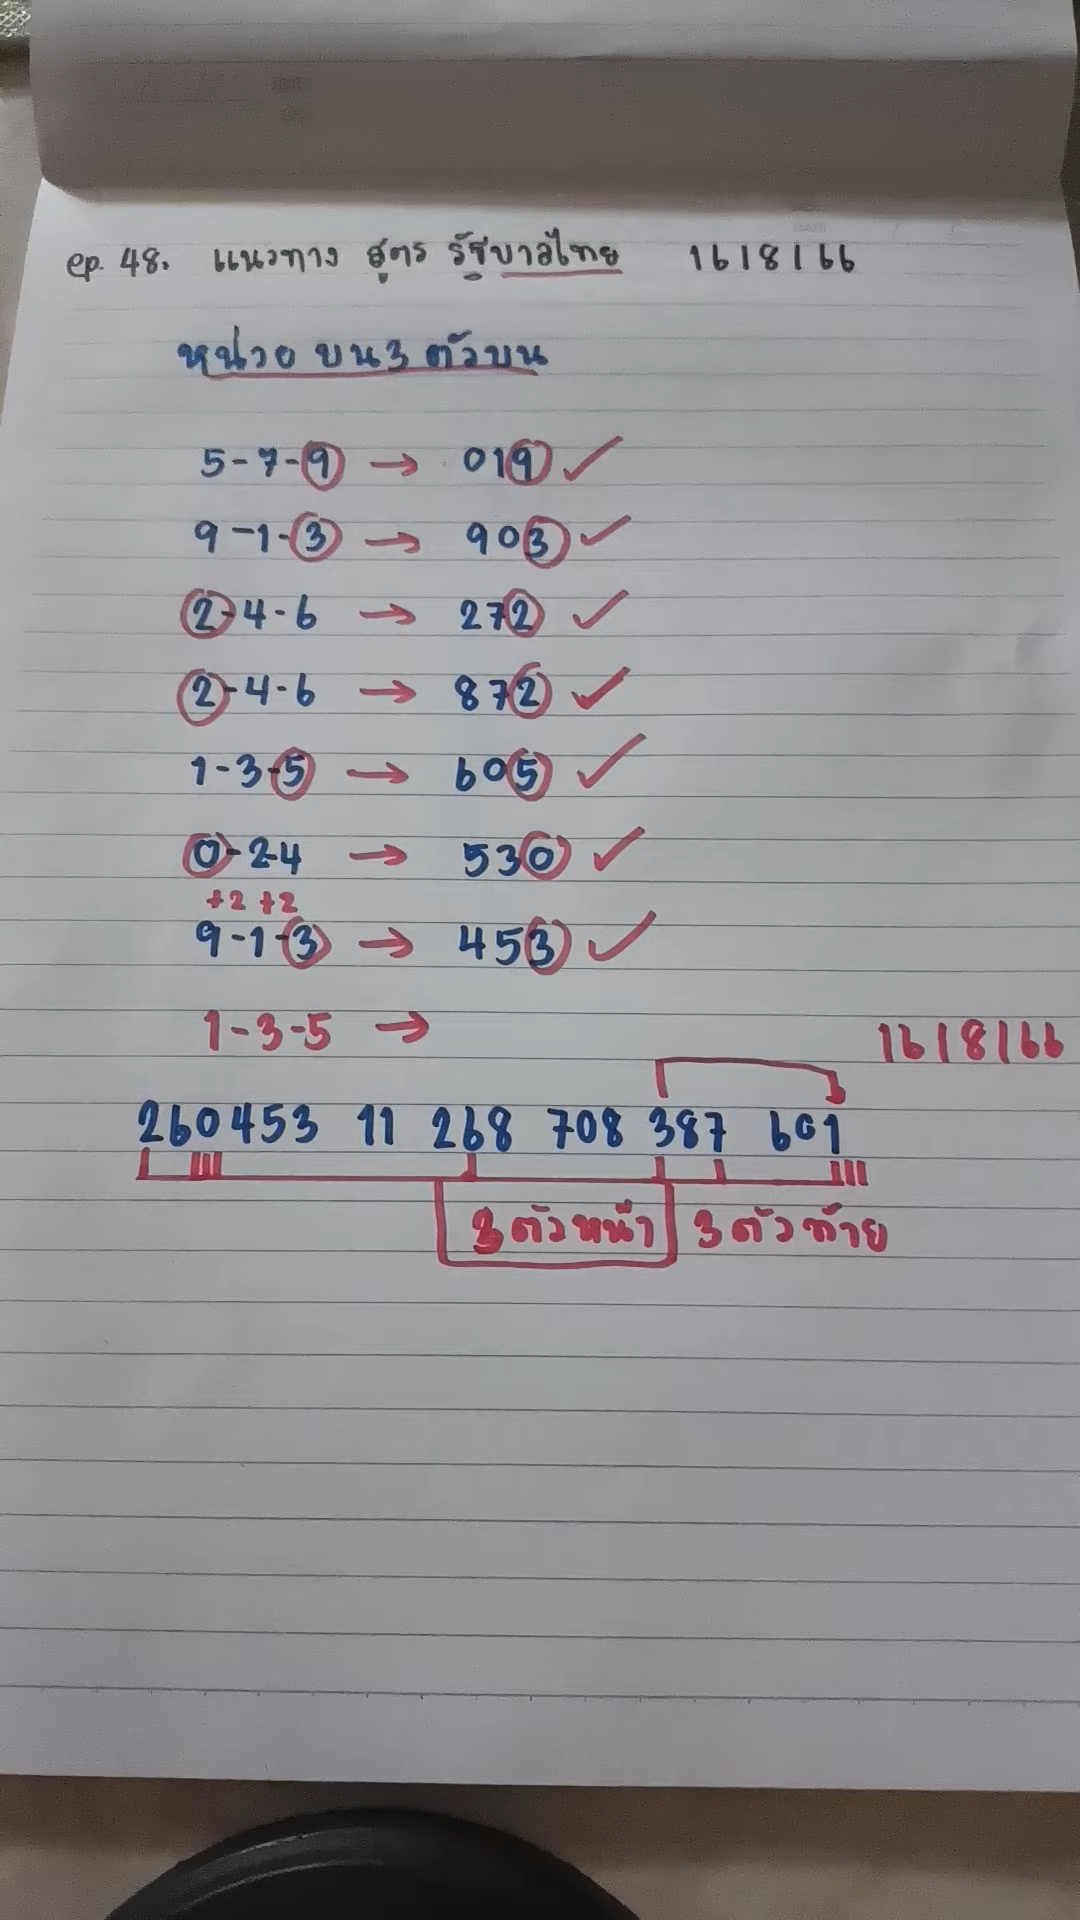 ep. 48. แนวทาง สูตร รัฐบาลไทย 16/8/66
หน่วย บน 3 ตัวบน
5-7-9 → 019 ✓
9-1-3 → 903 ✓
2-4-6 → 272 ✓
2-4-6 → 872 ✓
1-3-5 → 605 ✓
0-2-4 → 530 ✓
+2 +2
9-1-3 → 453 ✓
1-3-5 →
16/8/66
260453 11 268 708 387 601
3 ตัวหน้า 3 ตัวท้าย